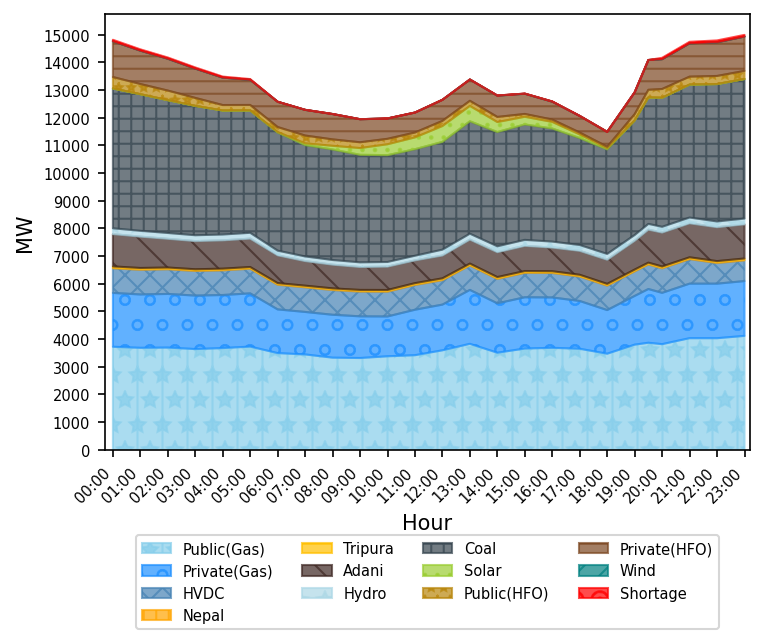 15000
14000
13000
12000
11000
10000
9000
8000
7000
6000
5000
4000
3000
2000
1000
0
MW
00:00 01:00 02:00 03:00 04:00 05:00 06:00 07:00 08:00 09:00 10:00 11:00 12:00 13:00 14:00 15:00 16:00 17:00 18:00 19:00 20:00 21:00 22:00 23:00
Hour
Public(Gas) Tripura Coal Private(HFO)
Private(Gas) Adani Solar Wind
HVDC Hydro Public(HFO) Shortage
Nepal